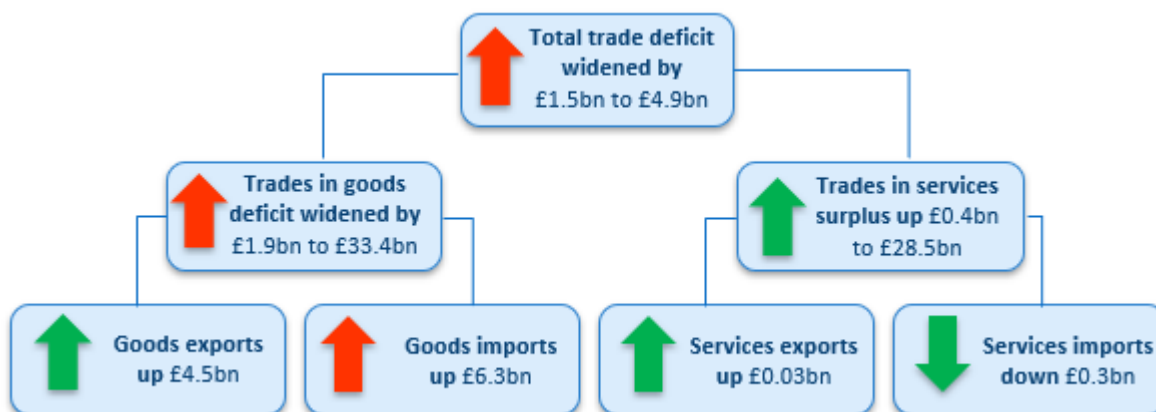 Total trade deficit
widened by
£1.5bn to £4.9bn
Trades in goods
deficit widened by
£1.9bn to £33.4bn
Trades in services
surplus up £0.4bn
to £28.5bn
Goods exports
up £4.5bn
Goods imports
up £6.3bn
Services exports
up £0.03bn
Services imports
down £0.3bn